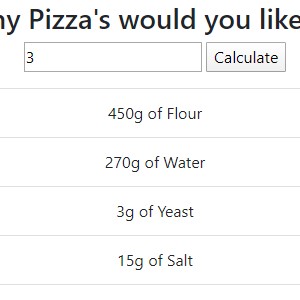 ny Pizza's would you like
3
Calculate
450g of Flour
270g of Water
3g of Yeast
15g of Salt